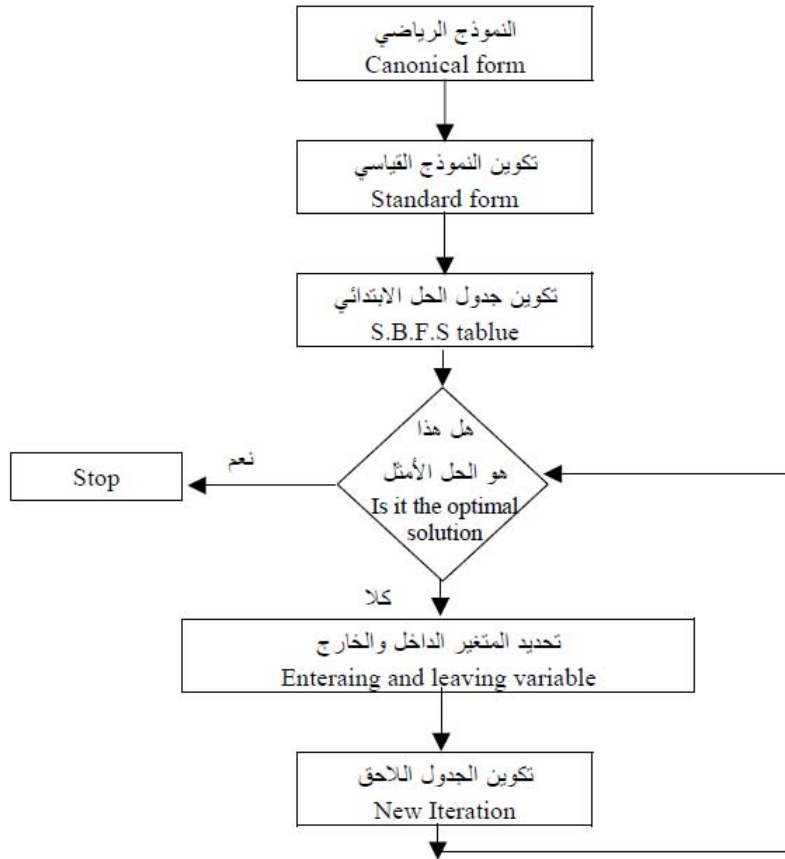 النموذج الرياضي
Canonical form
تكوين النموذج القياسي
Standard form
تكوين جدول الحل الابتدائي
S.B.F.S tablue
هل هذا
هو الحل الأمثل
Is it the optimal
solution
نعم
Stop
كلا
تحديد المتغير الداخل والخارج
Enteraing and leaving variable
تكوين الجدول اللاحق
New Iteration